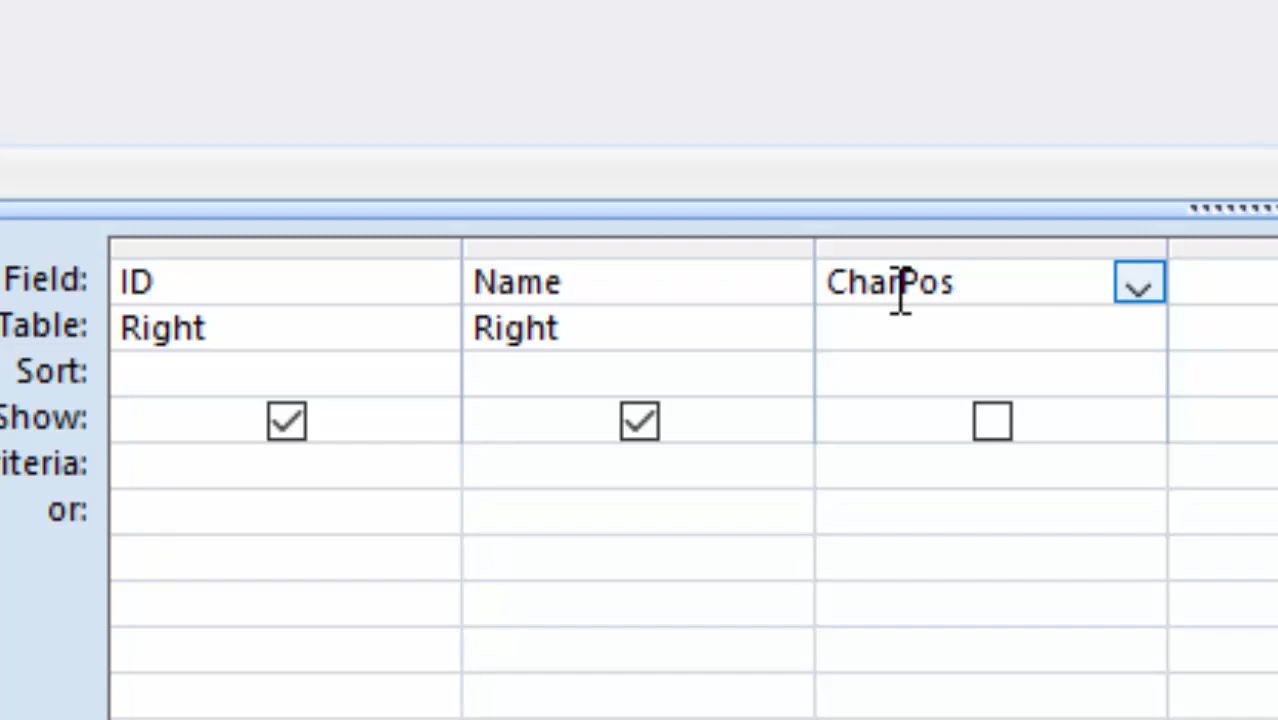 Field: ID Name CharPos
Table: Right Right
Sort:
Show:
iteria:
or: